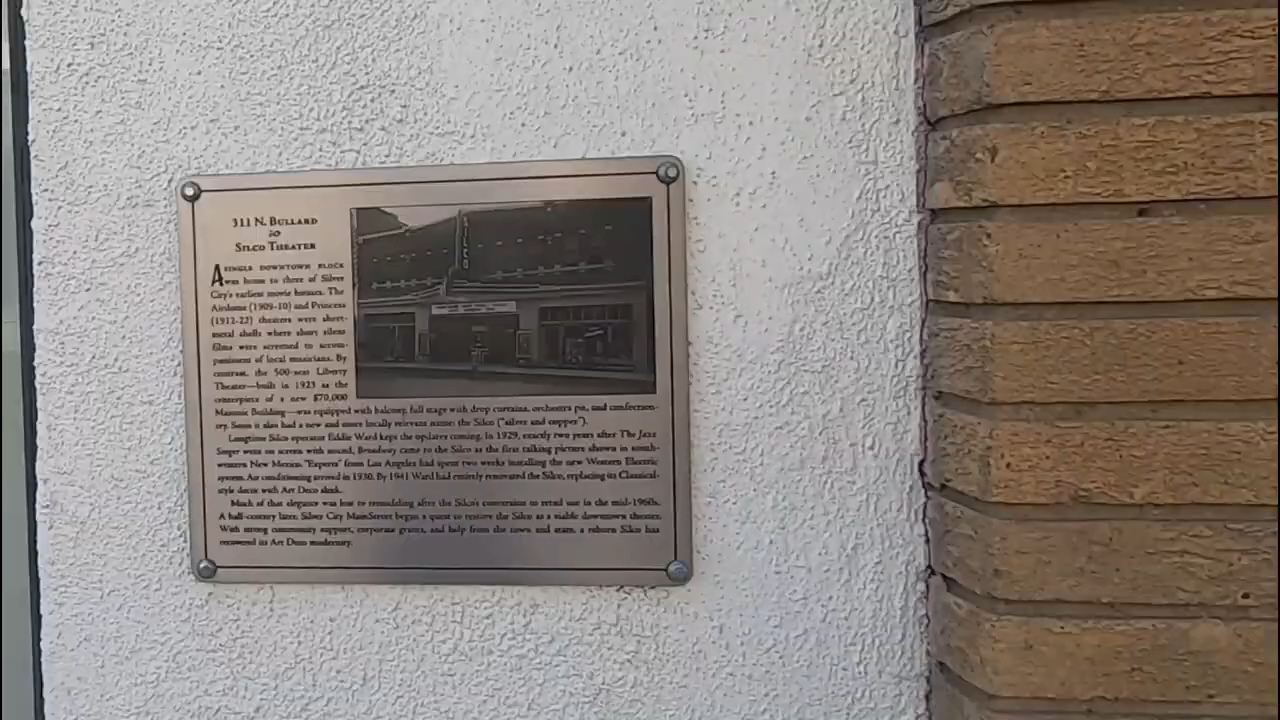 311 N. BULLARD
SILCO THEATER
A SINGLE DOWNTOWN BLOCK
was home to three of Silver
City's earliest movie houses. The
Airdome (1909-10) and Princess
(1912-22) theaters were sheet-
metal shells where short silent
films were screened to accom-
paniment of local musicians. By
contrast, the 500-seat Liberty
Theater—built in 1923 as the
centerpiece of a new $70,000
Masonic Building—was equipped with balcony, full stage with drop curtains, orchestra pit, and confection-
ery. Soon it also had a new and more locally relevant name: the Silco ("silver and copper").
Longtime Silco operator Eddie Ward kept the updates coming. In 1929, exactly two years after The Jazz
Singer went on screen with sound, Broadway came to the Silco as the first talking picture shown in south-
western New Mexico. "Experts" from Los Angeles had spent two weeks installing the new Western Electric
system. Air conditioning arrived in 1930. By 1941 Ward had entirely renovated the Silco, replacing its Classical-
style decor with Art Deco sleek.
Much of that elegance was lost to remodeling after the Silco's conversion to retail use in the mid-1960s.
A half-century later, Silver City MainStreet began a quest to restore the Silco as a viable downtown theater.
With strong community support, corporate grants, and help from the town and state, a reborn Silco has
recovered its Art Deco modernity.
SILCO